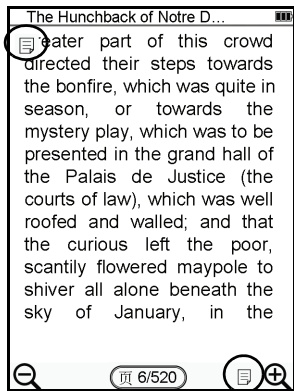 The Hunchback of Notre D...
reater part of this crowd
directed their steps towards
the bonfire, which was quite in
season, or towards the
mystery play, which was to be
presented in the grand hall of
the Palais de Justice (the
courts of law), which was well
roofed and walled; and that
the curious left the poor,
scantily flowered maypole to
shiver all alone beneath the
sky of January, in the
页 6/520